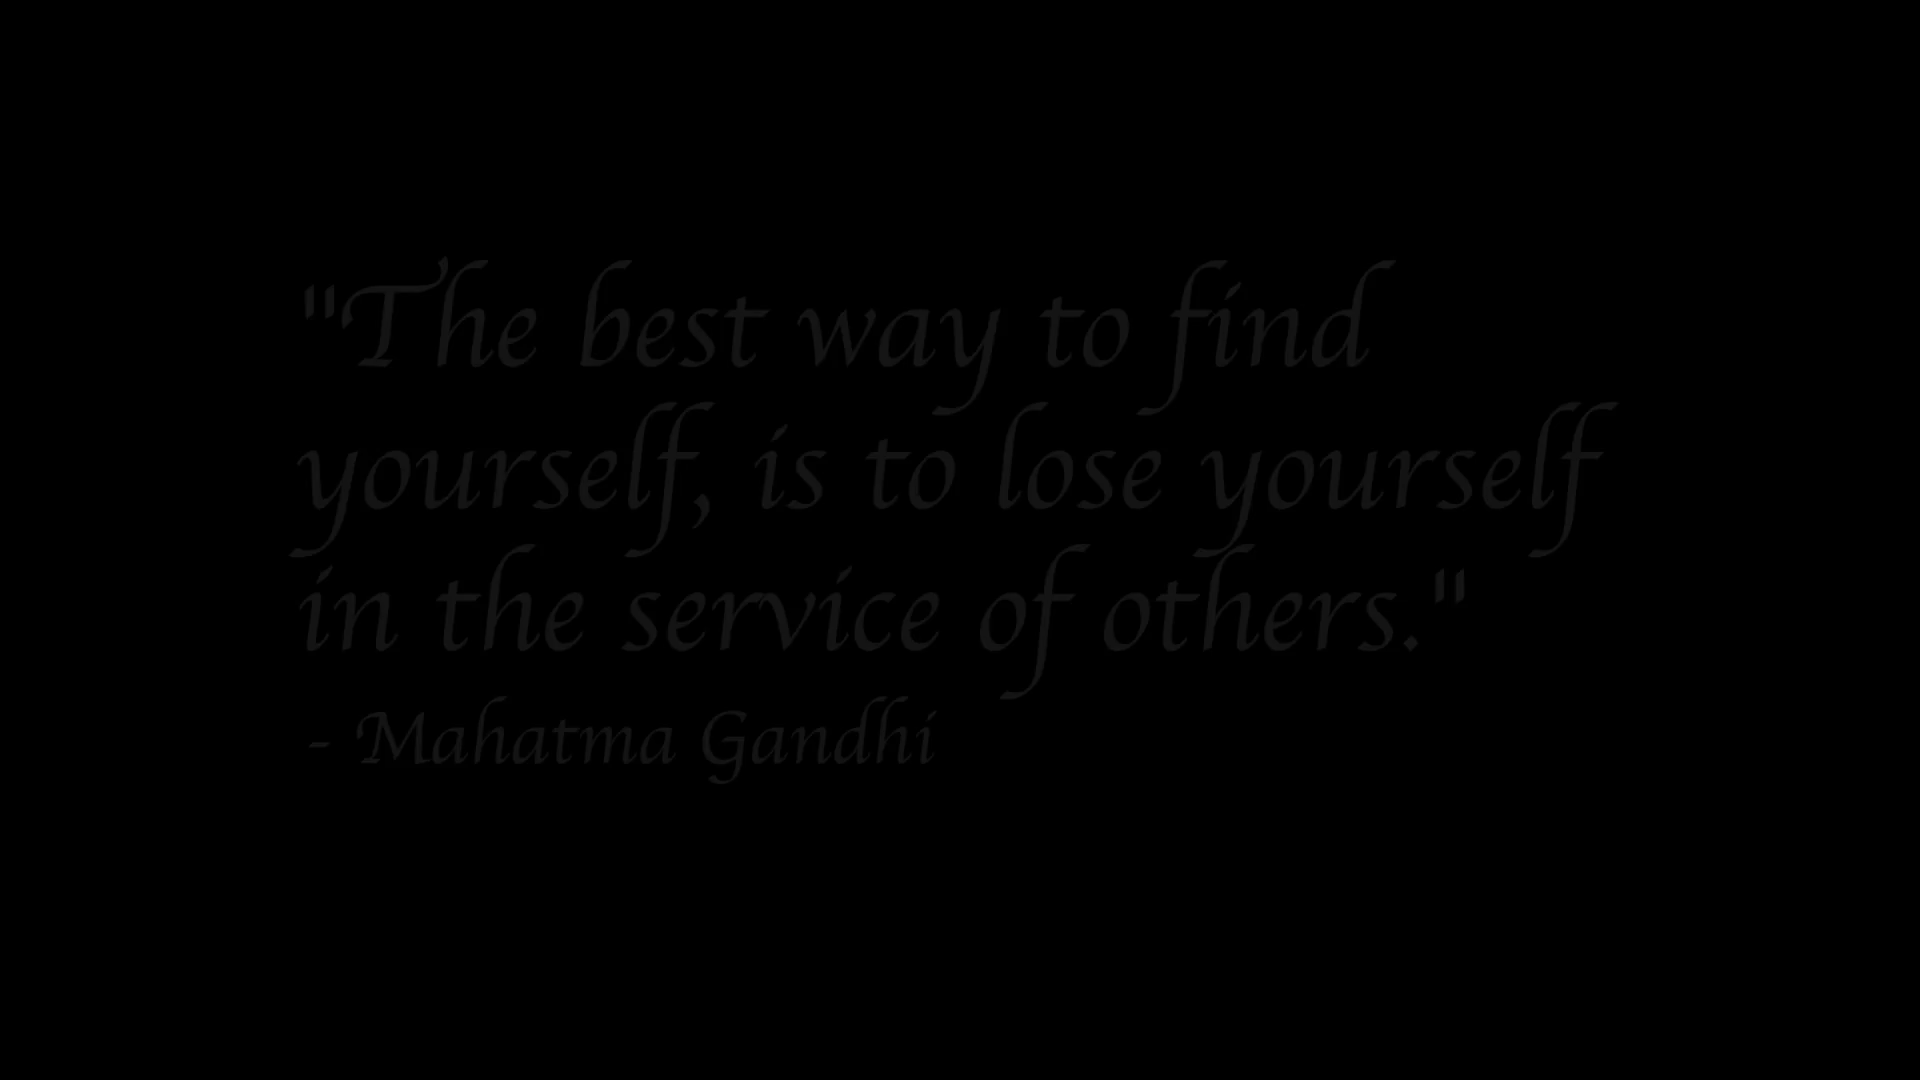 "The best way to find
yourself, is to lose yourself
in the service of others."
- Mahatma Gandhi